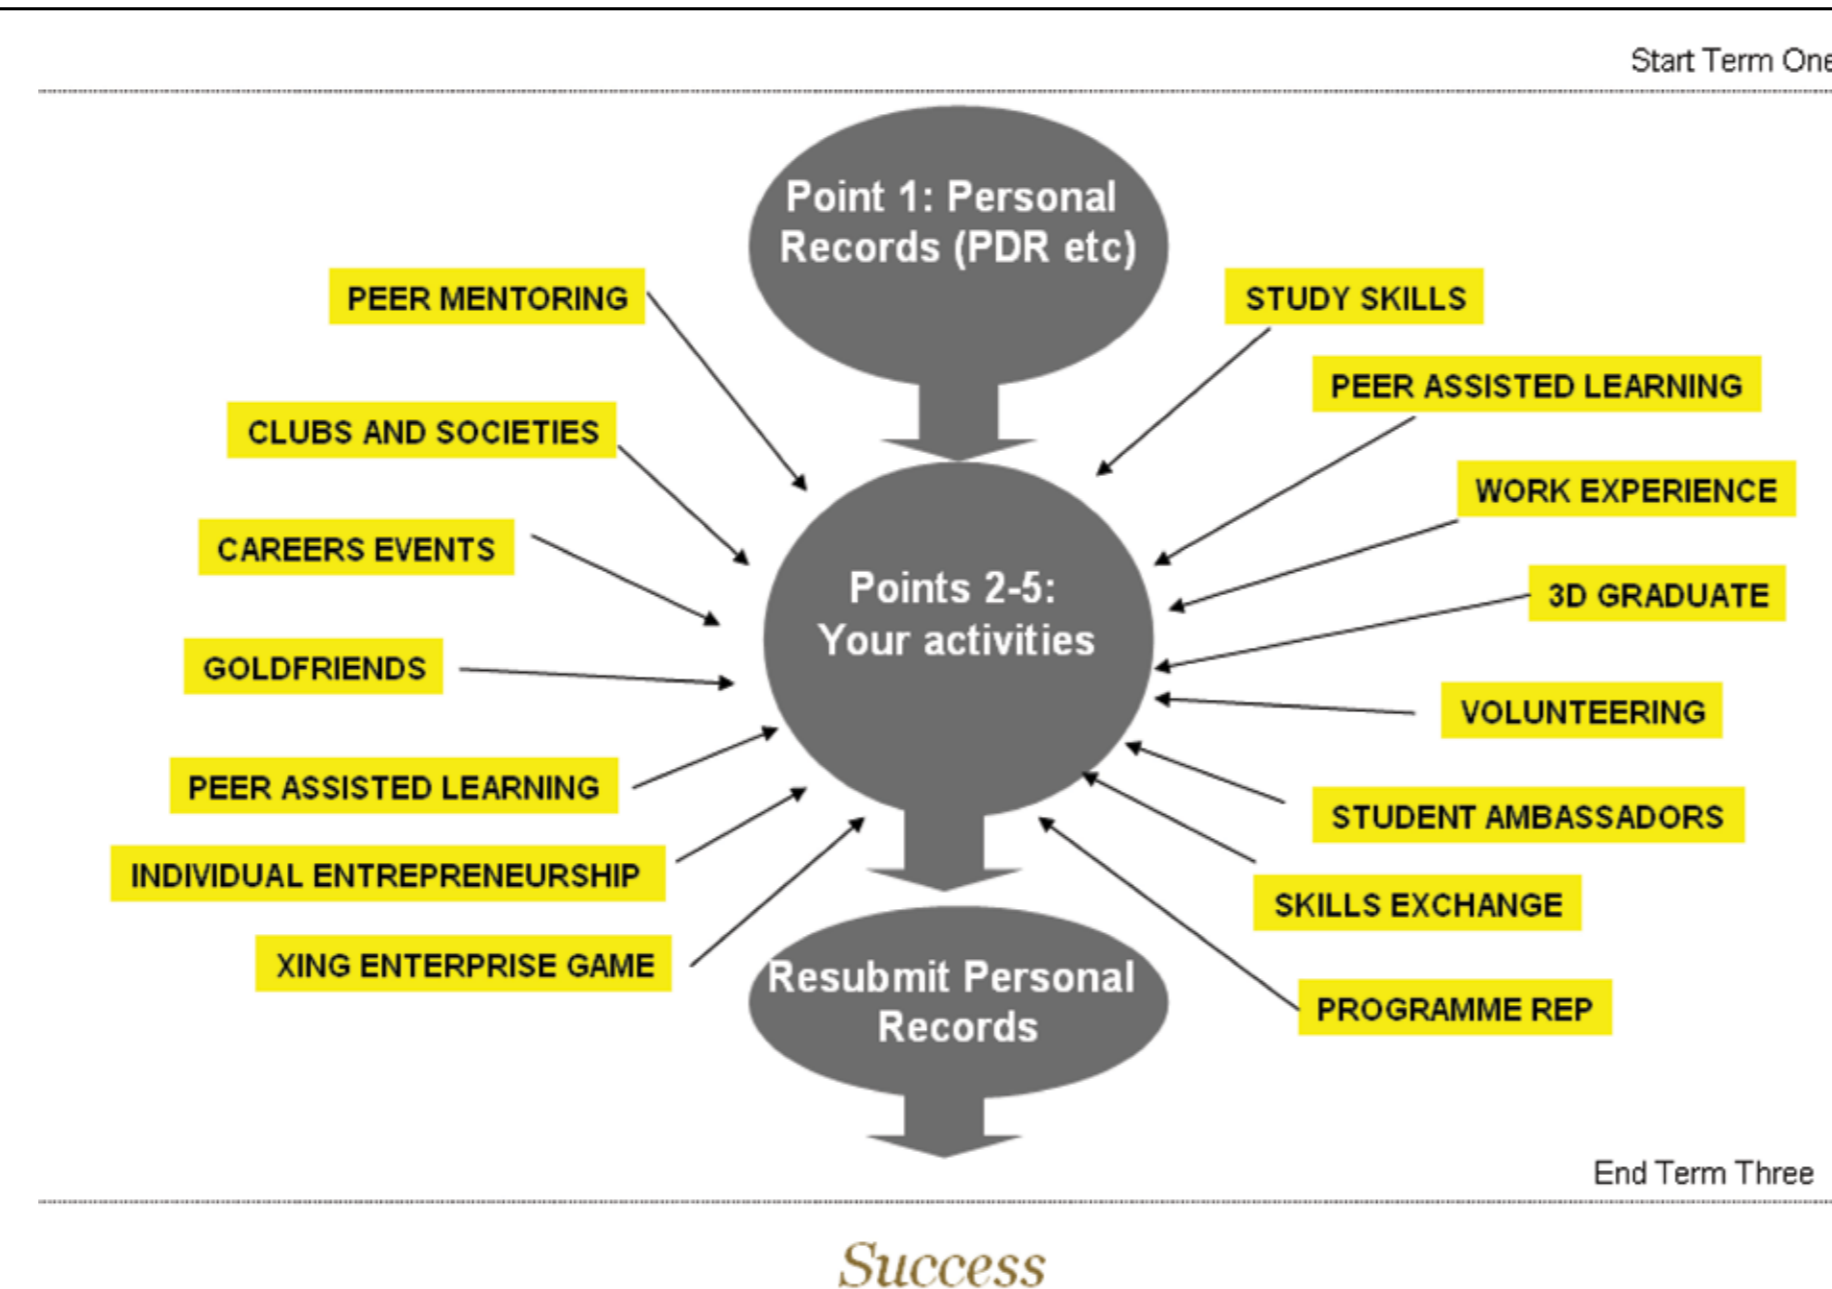 Start Term One
Point 1: Personal
Records (PDR etc)
PEER MENTORING
STUDY SKILLS
PEER ASSISTED LEARNING
CLUBS AND SOCIETIES
WORK EXPERIENCE
CAREERS EVENTS
Points 2-5:
Your activities
3D GRADUATE
GOLDFRIENDS
VOLUNTEERING
PEER ASSISTED LEARNING
STUDENT AMBASSADORS
INDIVIDUAL ENTREPRENEURSHIP
SKILLS EXCHANGE
XING ENTERPRISE GAME
Resubmit Personal
Records
PROGRAMME REP
End Term Three
Success